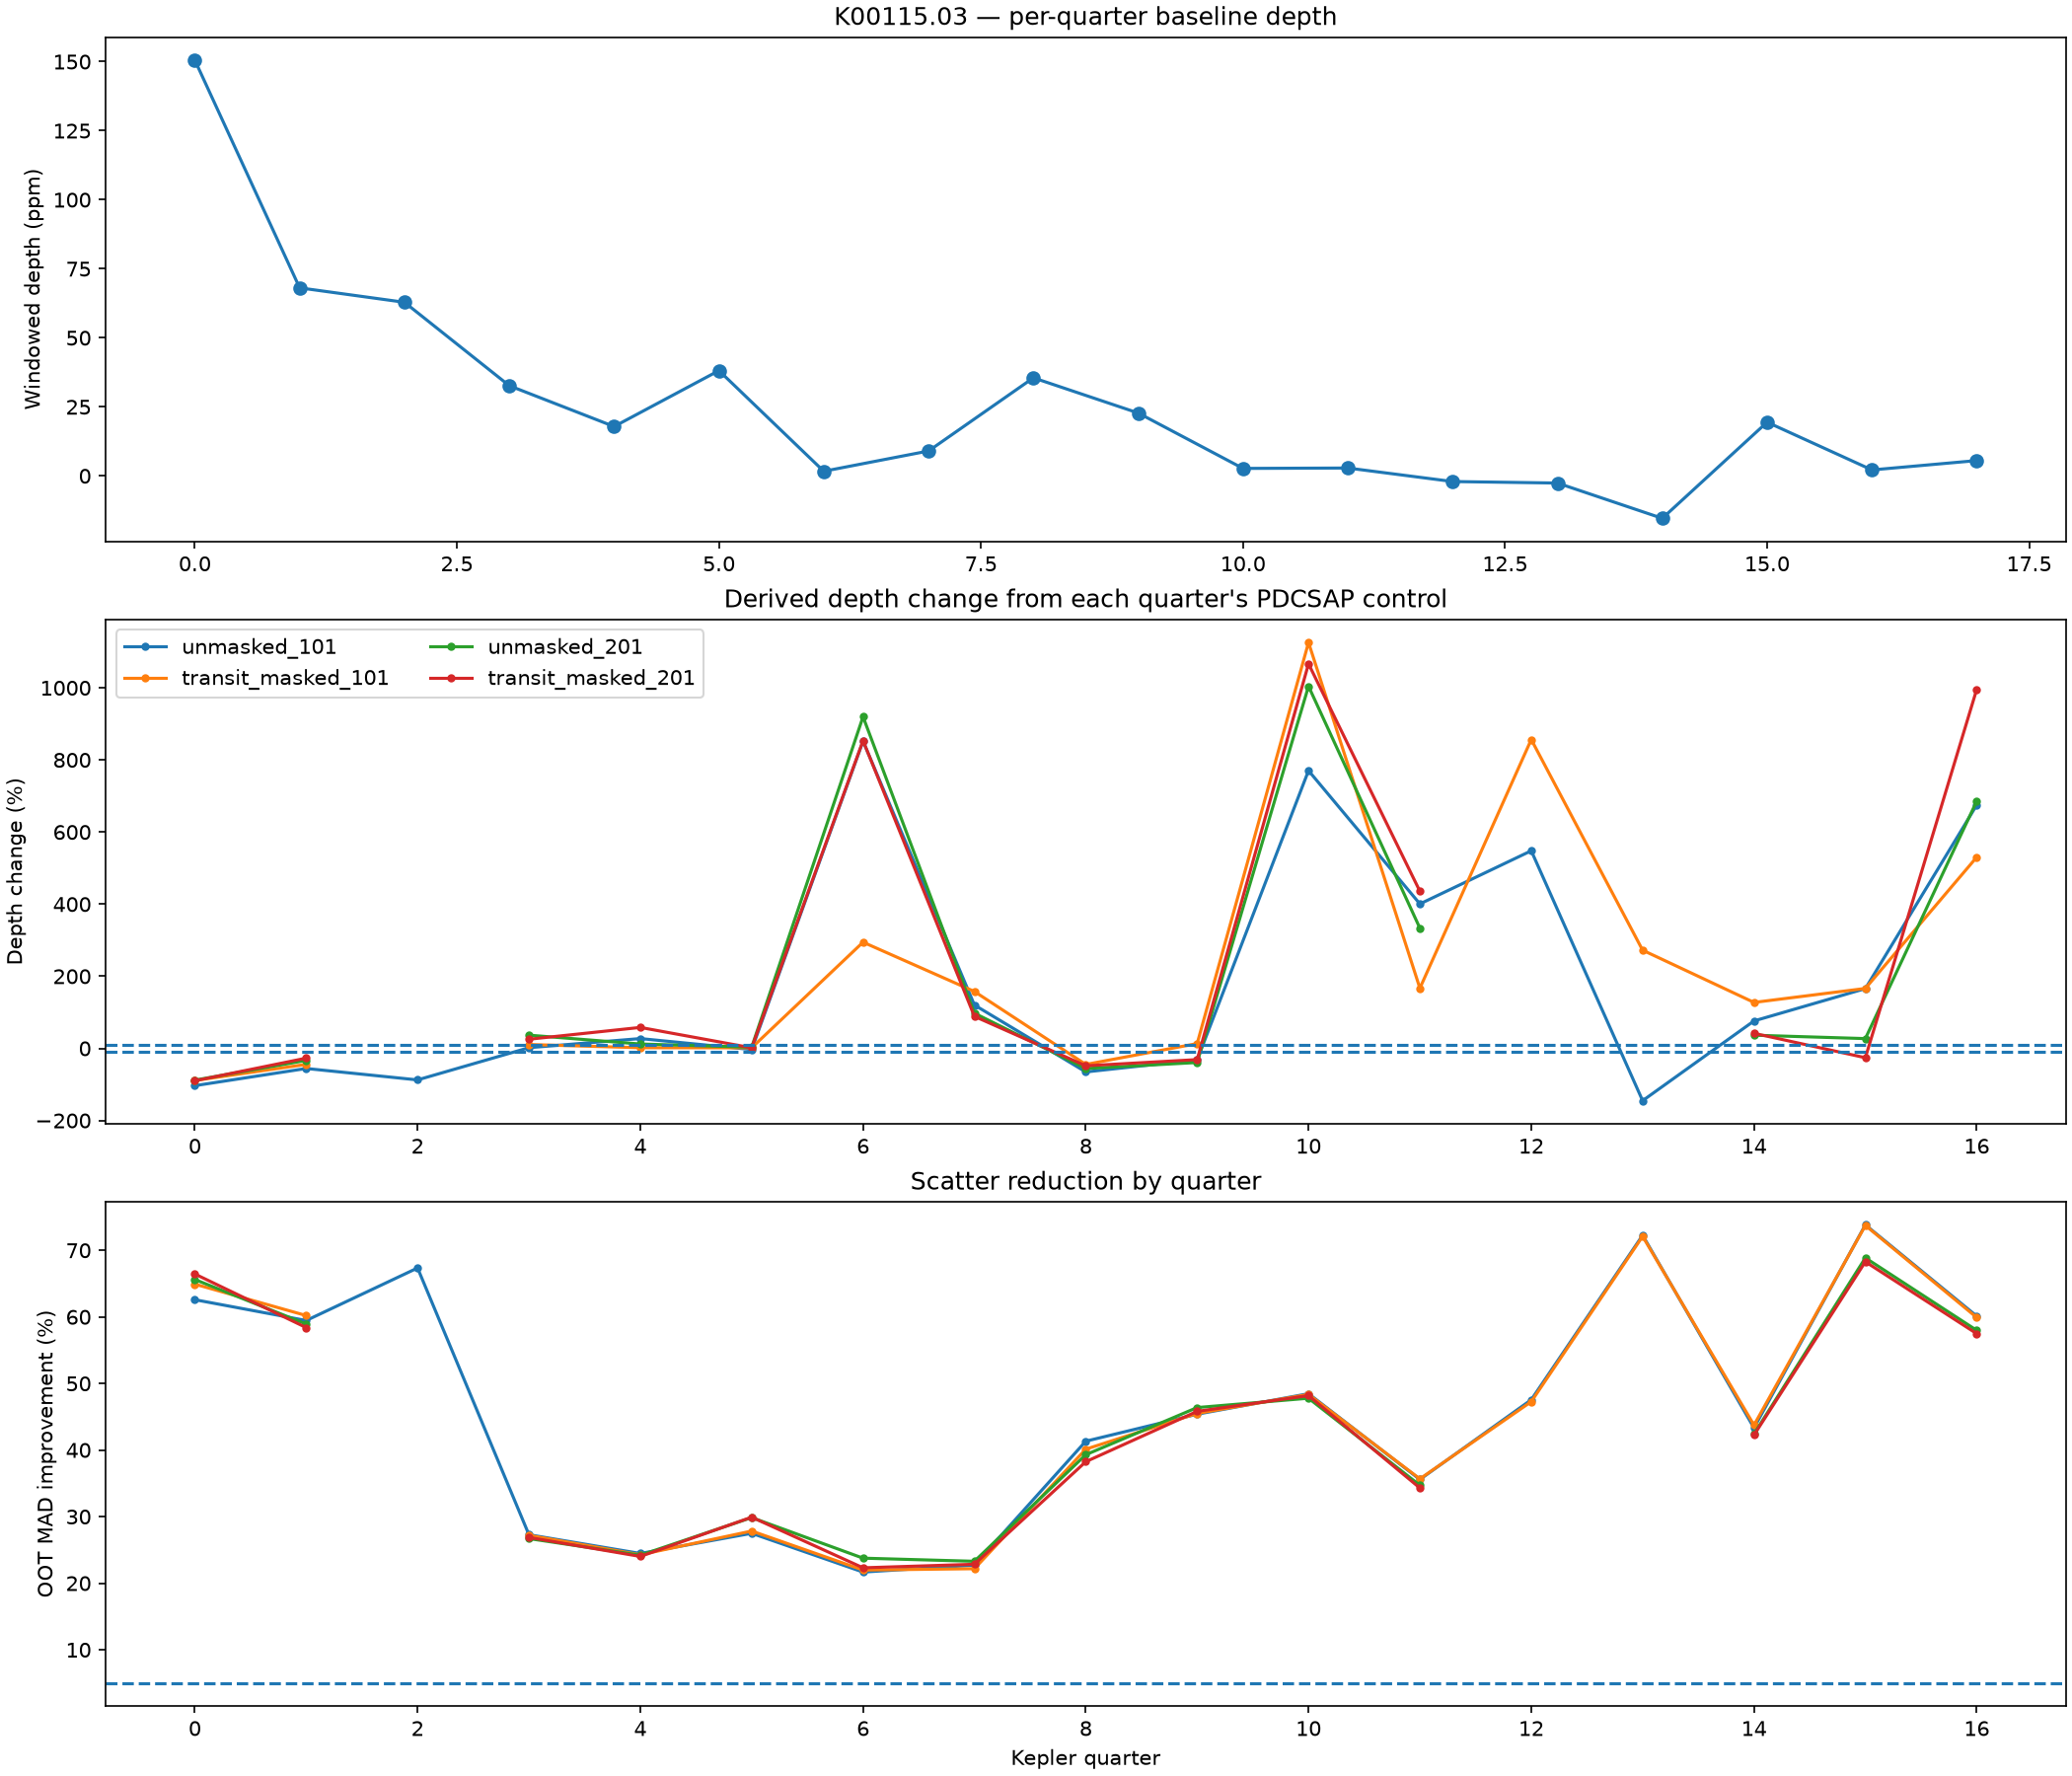 K00115.03 — per-quarter baseline depth
Windowed depth (ppm)
150
125
100
75
50
25
0
0.0 2.5 5.0 7.5 10.0 12.5 15.0 17.5
Derived depth change from each quarter's PDCSAP control
unmasked_101 unmasked_201
transit_masked_101 transit_masked_201
Depth change (%)
1000
800
600
400
200
0
−200
0 2 4 6 8 10 12 14 16
Scatter reduction by quarter
OOT MAD improvement (%)
70
60
50
40
30
20
10
0 2 4 6 8 10 12 14 16
Kepler quarter